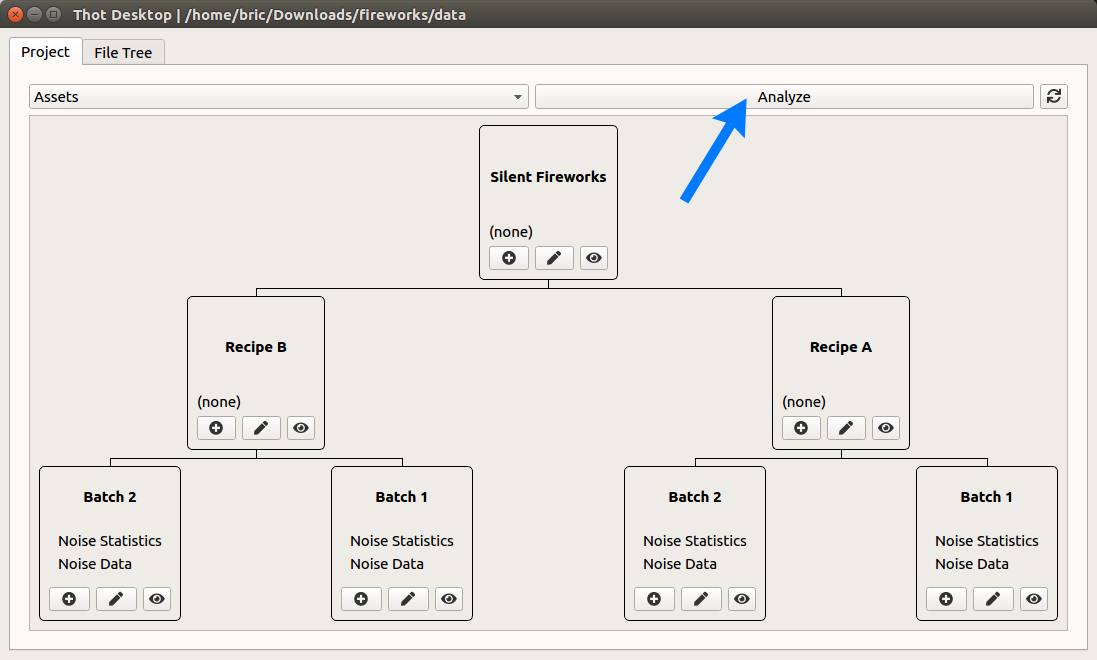 Thot Desktop | /home/bric/Downloads/fireworks/data
Project File Tree
Assets Analyze
Silent Fireworks
(none)
Recipe B Recipe A
(none) (none)
Batch 2 Batch 1 Batch 2 Batch 1
Noise Statistics Noise Statistics Noise Statistics Noise Statistics
Noise Data Noise Data Noise Data Noise Data